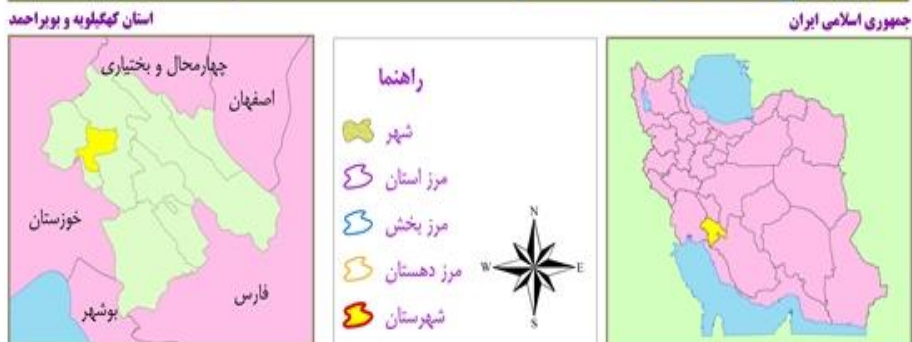 جمهوری اسلامی ایران
استان کهگیلویه و بویراحمد
راهنما
شهر
مرز استان
مرز بخش
مرز دهستان
شهرستان
N
W
E
S
چهارمحال و بختیاری
اصفهان
خوزستان
فارس
بوشهر